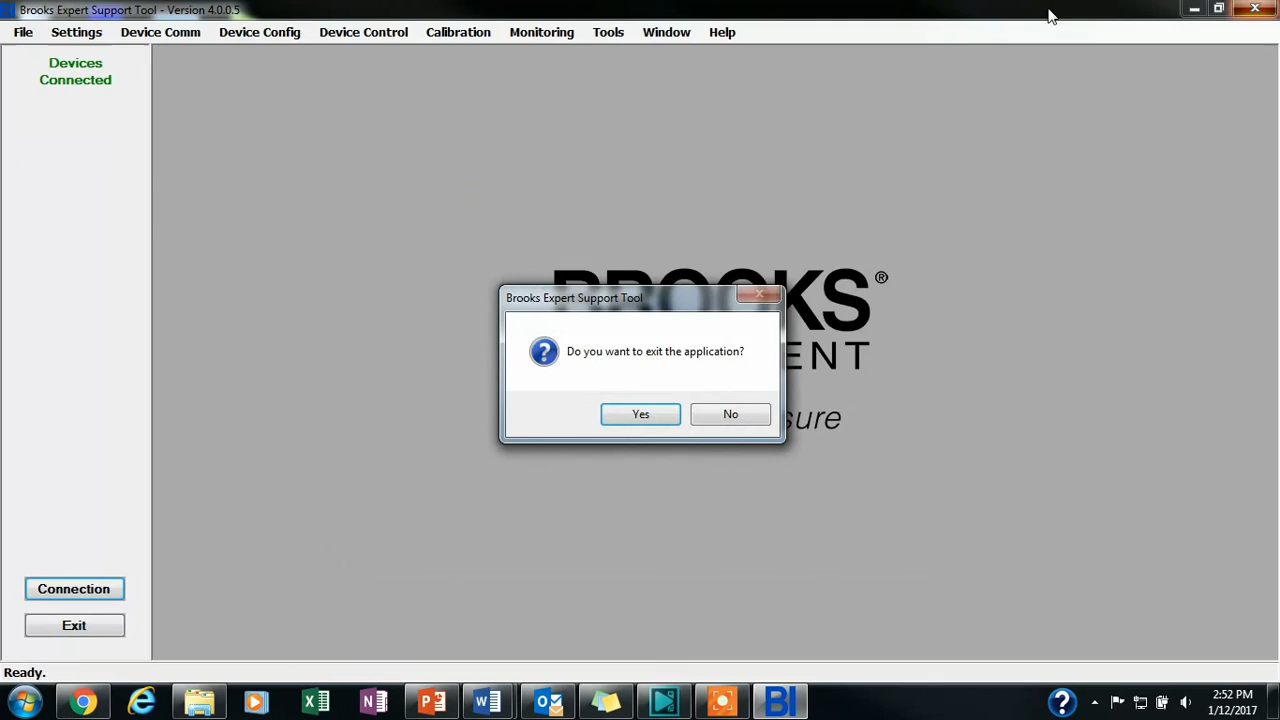 Brooks Expert Support Tool - Version 4.0.0.5
File Settings Device Comm Device Config Device Control Calibration Monitoring Tools Window Help
Devices
Connected
BROOKS®
Brooks Expert Support Tool
Do you want to exit the application?
Yes No
Connection
Exit
Ready.
2:52 PM
1/12/2017